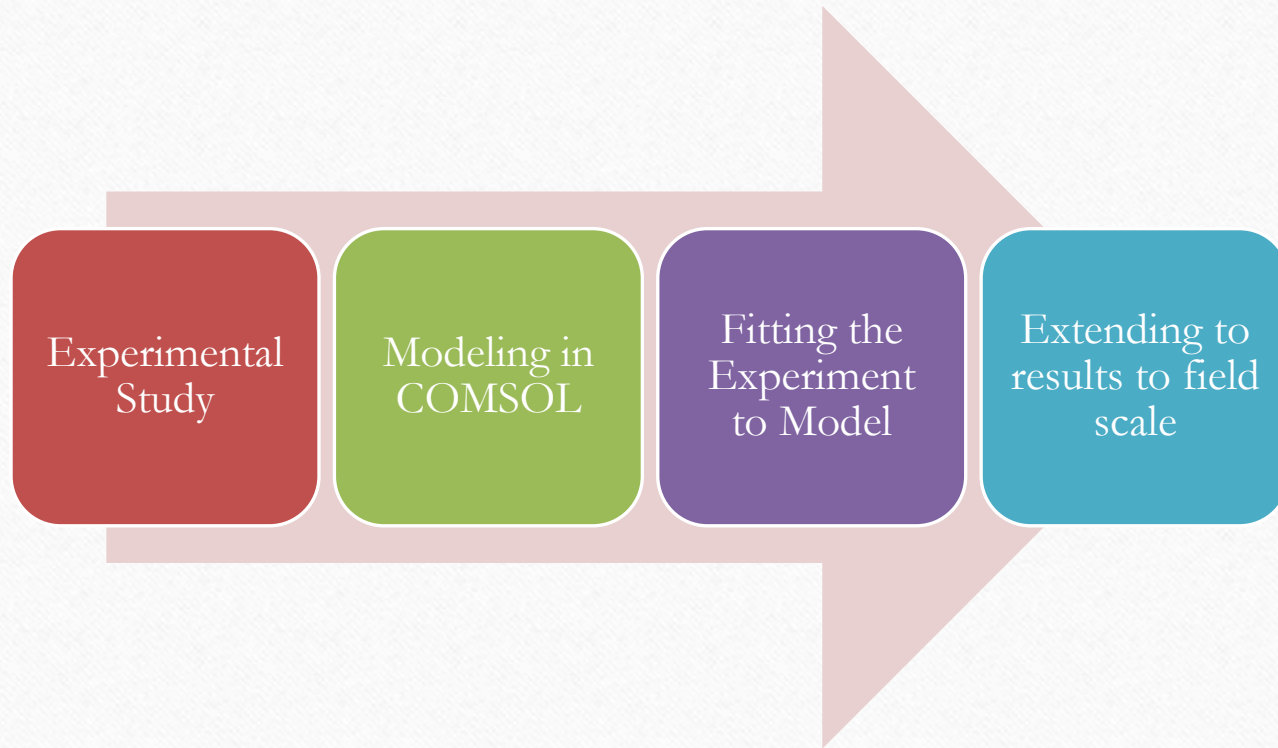 Experimental
Study
Modeling in
COMSOL
Fitting the
Experiment
to Model
Extending to
results to field
scale